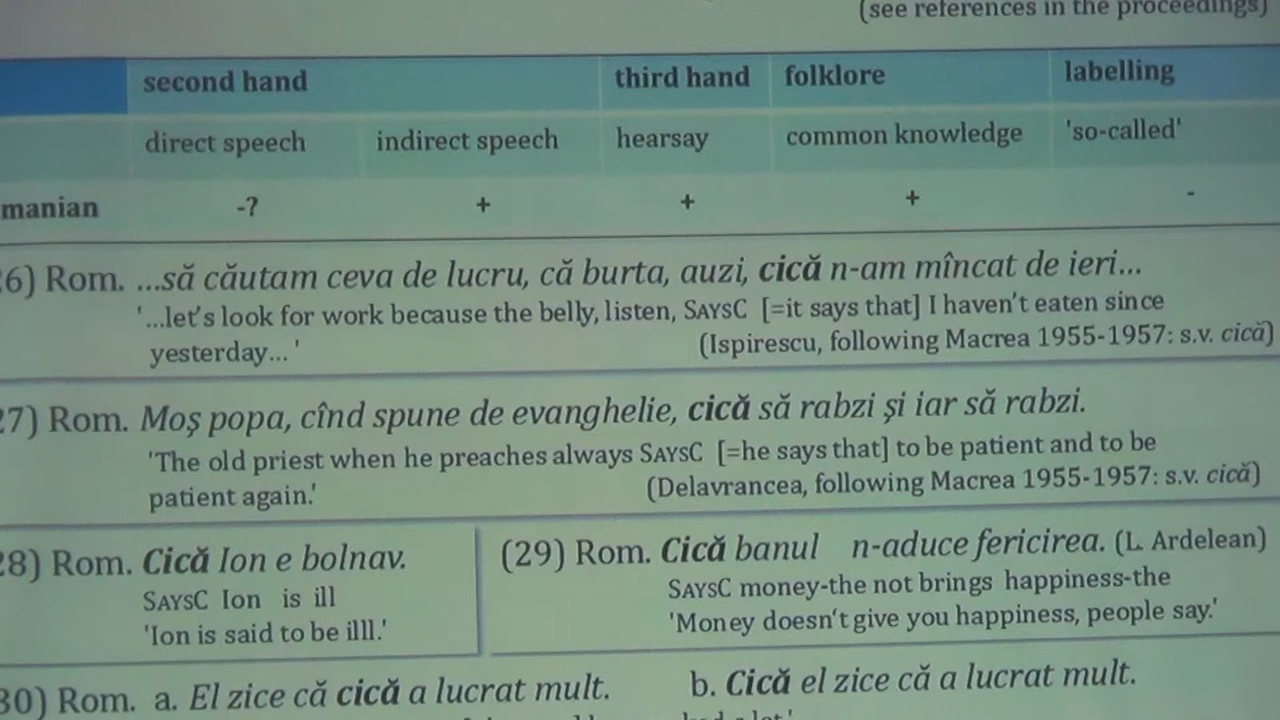 (see references in the proceedings)
second hand third hand folklore labelling
direct speech indirect speech hearsay common knowledge 'so-called'
manian -? + + + -
6) Rom. ...să căutam ceva de lucru, că burta, auzi, cică n-am mîncat de ieri...
'...let's look for work because the belly, listen, SAYSC [=it says that] I haven't eaten since
yesterday... '
(Ispirescu, following Macrea 1955-1957: s.v. cică)
27) Rom. Moş popa, cînd spune de evanghelie, cică să rabzi şi iar să rabzi.
'The old priest when he preaches always SAYSC [=he says that] to be patient and to be
patient again.'
(Delavrancea, following Macrea 1955-1957: s.v. cică)
28) Rom. Cică Ion e bolnav.
SAYSC Ion is ill
'Ion is said to be illl.'
(29) Rom. Cică banul n-aduce fericirea. (L. Ardelean)
SAYSC money-the not brings happiness-the
'Money doesn't give you happiness, people say.'
30) Rom. a. El zice că cică a lucrat mult. b. Cică el zice că a lucrat mult.